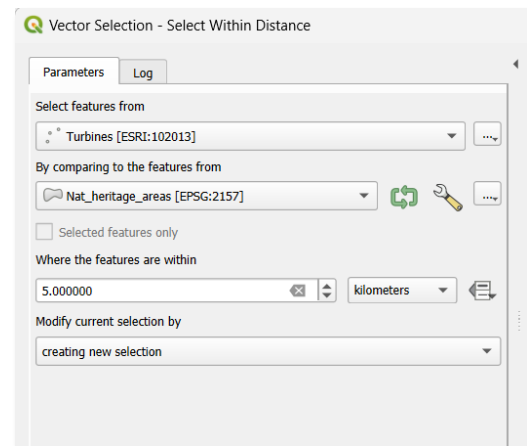 Vector Selection - Select Within Distance
Parameters Log
Select features from
Turbines [ESRI:102013] ...
By comparing to the features from
Nat_heritage_areas [EPSG:2157] ...
Selected features only
Where the features are within
5.000000 kilometers
Modify current selection by
creating new selection